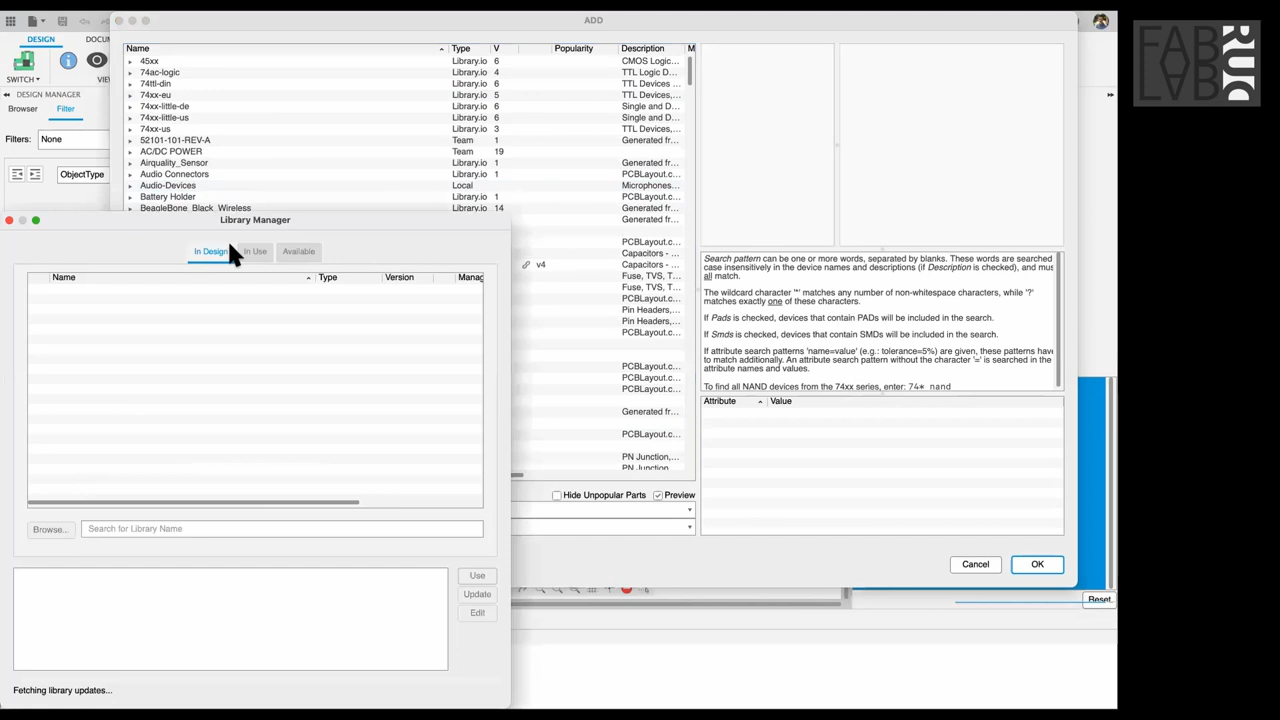 ADD
FAB
LAB
RUC
DESIGN
DOCU
SWITCH
VIE
DESIGN MANAGER
Browser
Filter
Filters:
None
ObjectType
Name
Type
V
Popularity
Description
M
45xx Library.io 6 CMOS Logic...
74ac-logic Library.io 4 TTL Logic D...
74ttl-din Library.io 6 TTL Devices ...
74xx-eu Library.io 5 TTL Devices,...
74xx-little-de Library.io 6 Single and D...
74xx-little-us Library.io 6 Single and D...
74xx-us Library.io 3 TTL Devices,...
52101-101-REV-A Team 1 Generated fr...
AC/DC POWER Team 19
Airquality_Sensor Library.io 1 Generated fr...
Audio Connectors Library.io 1 PCBLayout.c...
Audio-Devices Local Microphones...
Battery Holder Library.io 1 PCBLayout.c...
BeagleBone_Black_Wireless Library.io 14 Generated fr...
Generated fr...
PCBLayout.c...
Capacitors - ...
v4 Capacitors - ...
Fuse, TVS, T...
Fuse, TVS, T...
PCBLayout.c...
Pin Headers,...
Pin Headers,...
PCBLayout.c...
PCBLayout.c...
PCBLayout.c...
PCBLayout.c...
Generated fr...
PCBLayout.c...
PN Junction,...
PN Junction
Hide Unpopular Parts
Preview
Search pattern can be one or more words, separated by blanks. These words are searched
case insensitively in the device names and descriptions (if Description is checked), and mus
all match.
The wildcard character '*' matches any number of non-whitespace characters, while '?'
matches exactly one of these characters.
If Pads is checked, devices that contain PADs will be included in the search.
If Smds is checked, devices that contain SMDs will be included in the search.
If attribute search patterns 'name=value' (e.g.: tolerance=5%) are given, these patterns have
to match additionally. An attribute search pattern without the character '=' is searched in the
attribute names and values.
To find all NAND devices from the 74xx series, enter: 74* nand
Attribute
Value
Cancel
OK
Reset
Library Manager
In Design
In Use
Available
Name
Type
Version
Manag
Browse...
Search for Library Name
Use
Update
Edit
Fetching library updates...